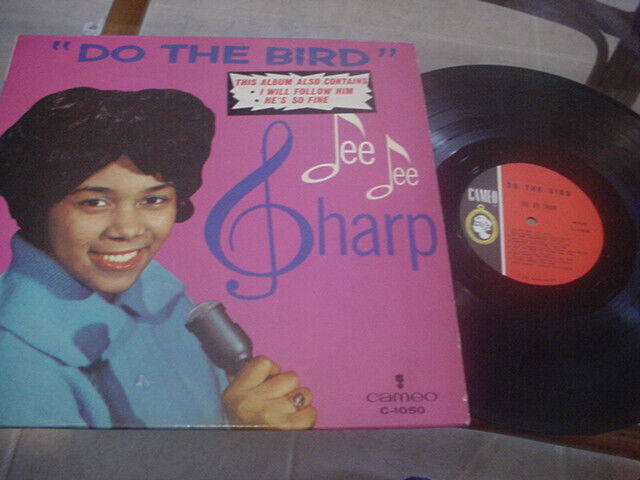 "DO THE BIRD"
THIS ALBUM ALSO CONTAINS:
• I WILL FOLLOW HIM
• HE'S SO FINE
Dee Dee
Sharp
cameo
C-1050
CAMEO
DO THE BIRD
DEE DEE SHARP